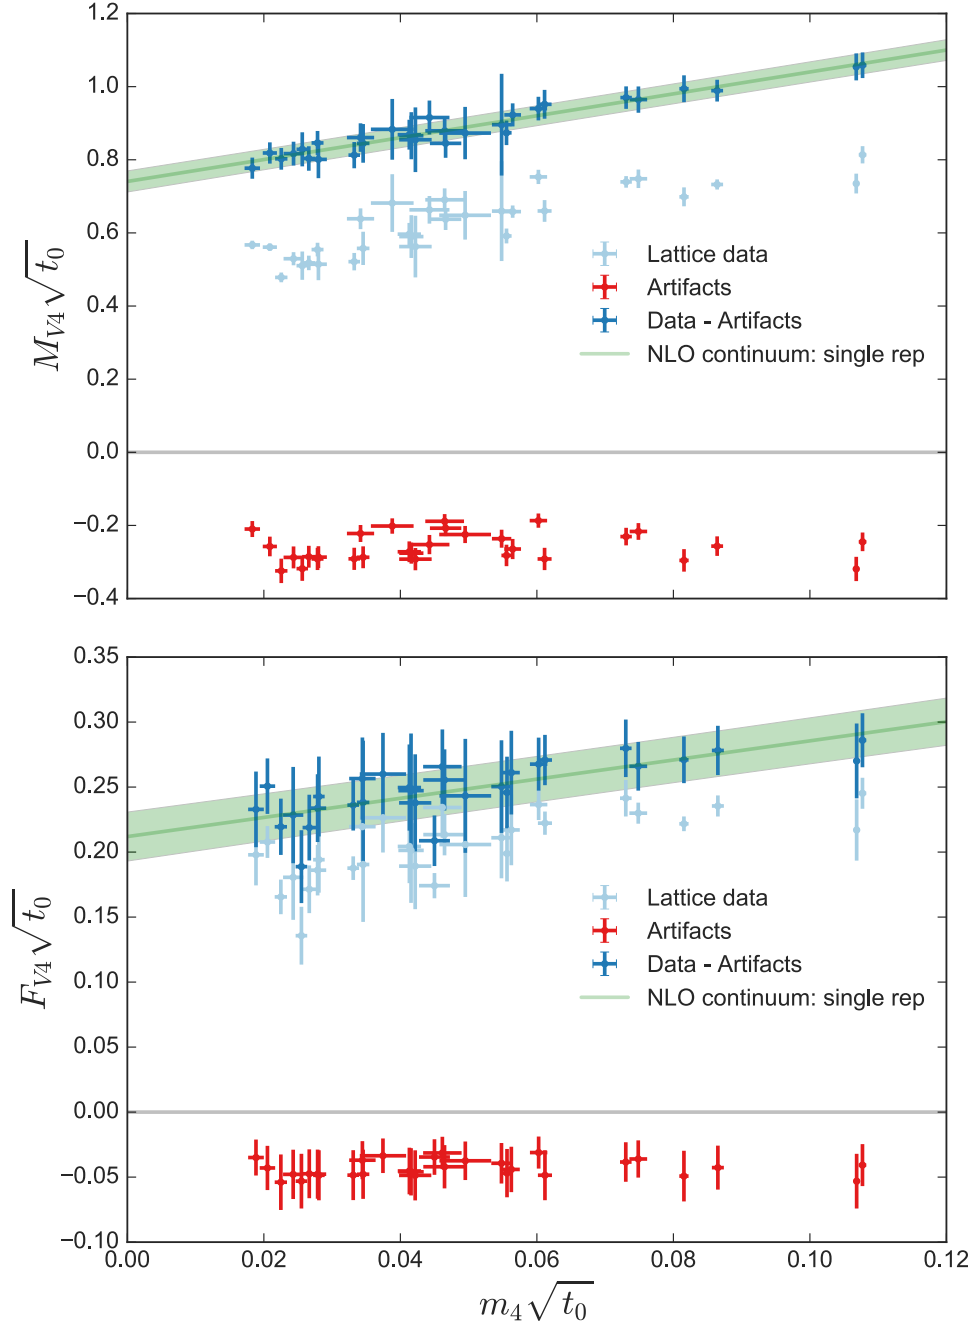 1.2
1.0
0.8
0.6
0.4
0.2
0.0
−0.2
−0.4
M_{V4}√t_0
Lattice data
Artifacts
Data - Artifacts
NLO continuum: single rep
0.35
0.30
0.25
0.20
0.15
0.10
0.05
0.00
−0.05
−0.10
F_{V4}√t_0
Lattice data
Artifacts
Data - Artifacts
NLO continuum: single rep
0.00 0.02 0.04 0.06 0.08 0.10 0.12
m_4√t_0